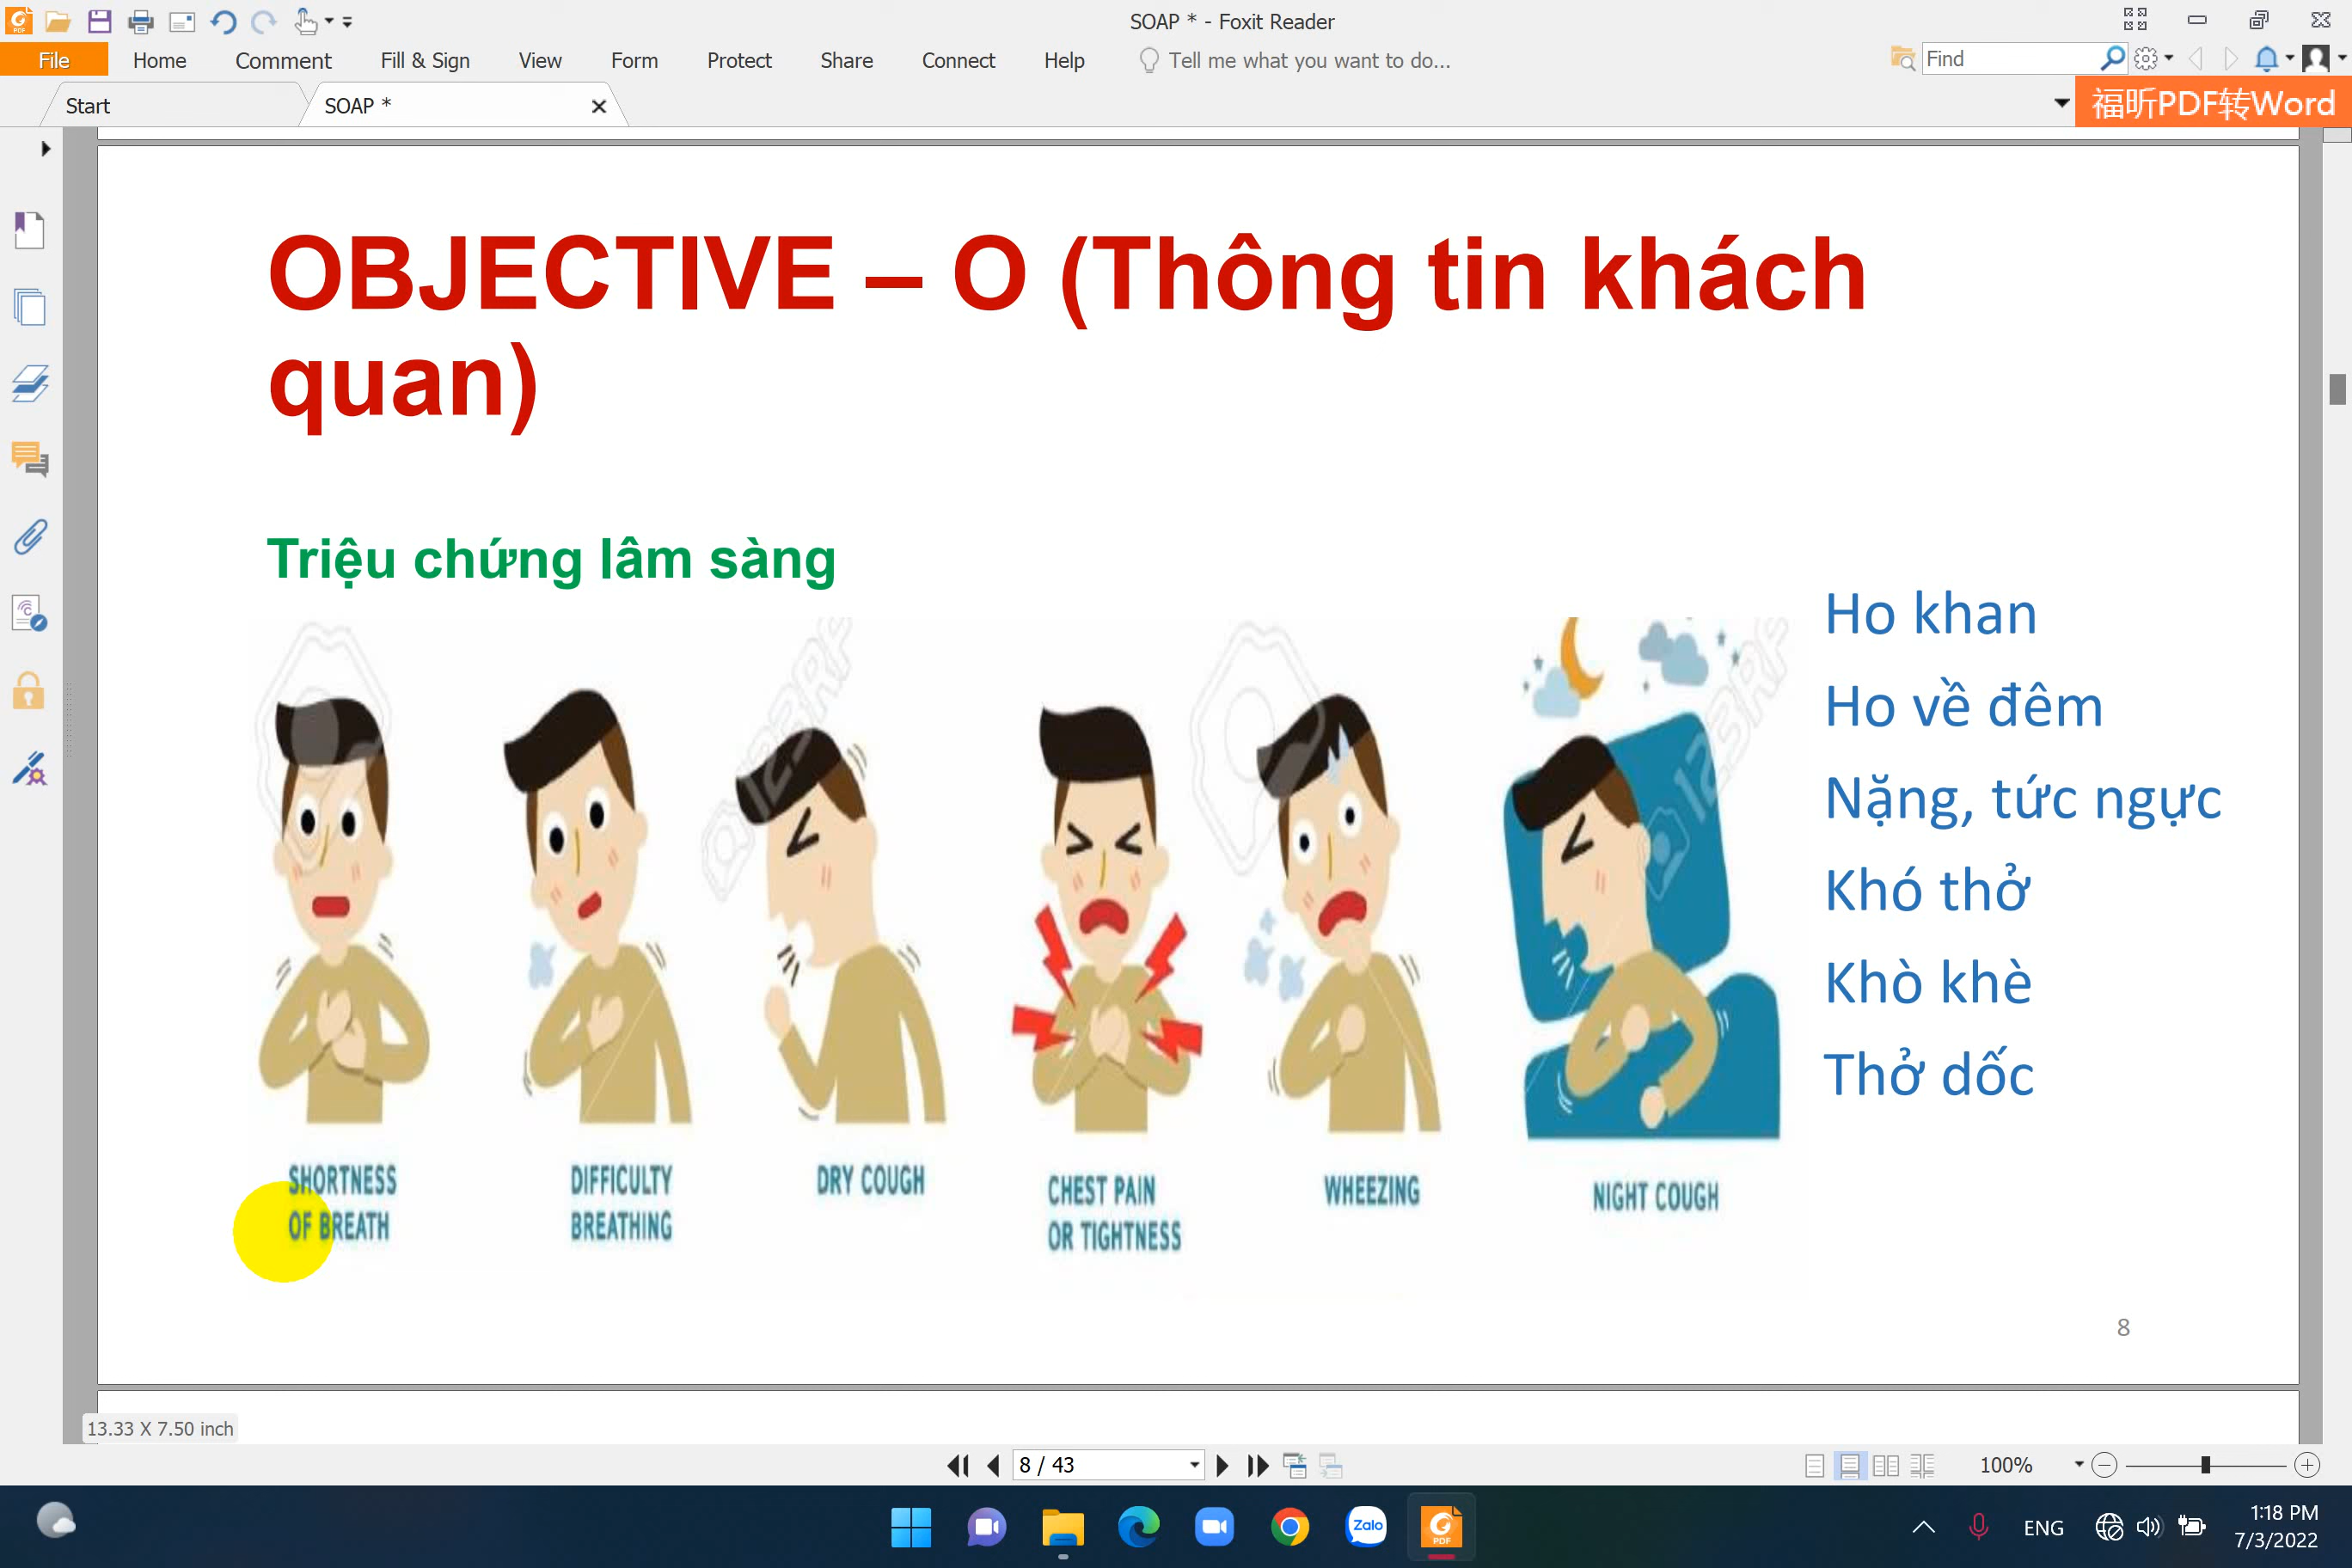 SOAP * - Foxit Reader
File Home Comment Fill & Sign View Form Protect Share Connect Help Tell me what you want to do... Find
Start SOAP * 福昕PDF转Word
OBJECTIVE – O (Thông tin khách
quan)
Triệu chứng lâm sàng
123RF
123RF
SHORTNESS
OF BREATH
DIFFICULTY
BREATHING
DRY COUGH
CHEST PAIN
OR TIGHTNESS
WHEEZING
NIGHT COUGH
Ho khan
Ho về đêm
Nặng, tức ngực
Khó thở
Khò khè
Thở dốc
8
13.33 X 7.50 inch
8 / 43
100%
Zalo
PDF
ENG
1:18 PM
7/3/2022